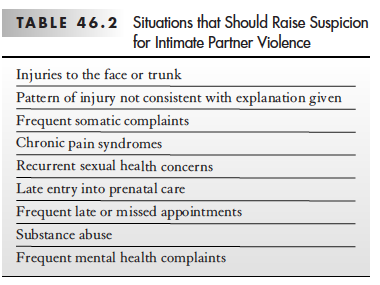 TABLE 46.2 Situations that Should Raise Suspicion
for Intimate Partner Violence
Injuries to the face or trunk
Pattern of injury not consistent with explanation given
Frequent somatic complaints
Chronic pain syndromes
Recurrent sexual health concerns
Late entry into prenatal care
Frequent late or missed appointments
Substance abuse
Frequent mental health complaints